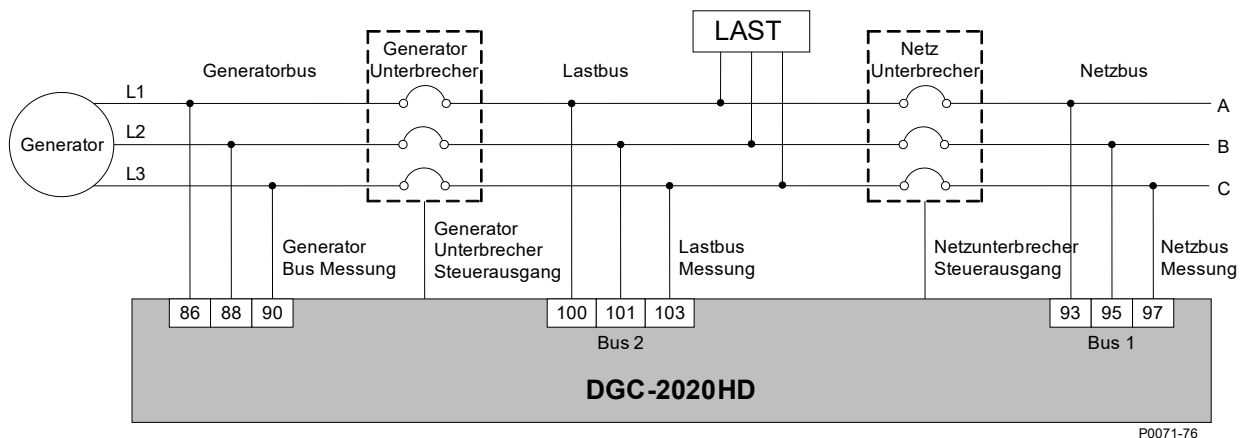 LAST
Generator
Unterbrecher
Netz
Unterbrecher
Generatorbus
Lastbus
Netzbus
L1
A
Generator
L2
B
L3
C
Generator
Bus Messung
Generator
Unterbrecher
Steuerausgang
Lastbus
Messung
Netzunterbrecher
Steuerausgang
Netzbus
Messung
86 88 90
100 101 103
93 95 97
Bus 2
Bus 1
DGC-2020HD
P0071-76